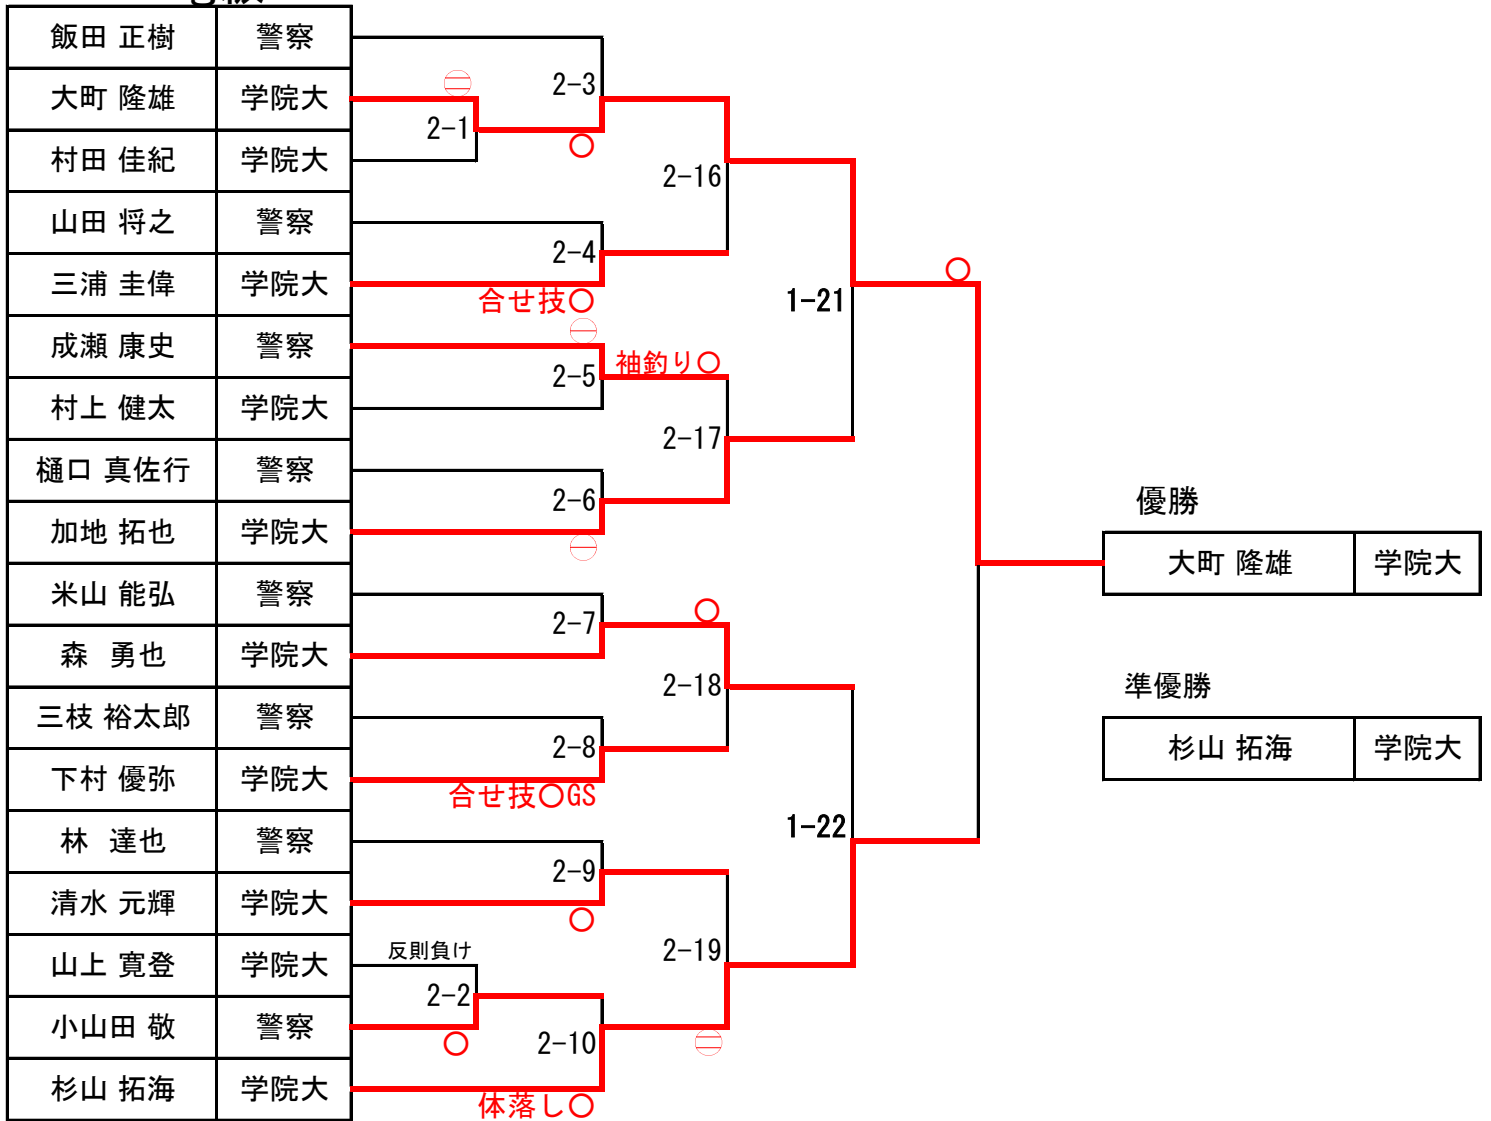 飯田 正樹 警察
大町 隆雄 学院大
村田 佳紀 学院大
山田 将之 警察
三浦 圭偉 学院大
成瀬 康史 警察
村上 健太 学院大
樋口 真佐行 警察
加地 拓也 学院大
米山 能弘 警察
森 勇也 学院大
三枝 裕太郎 警察
下村 優弥 学院大
林 達也 警察
清水 元輝 学院大
山上 寛登 学院大
小山田 敬 警察
杉山 拓海 学院大
2-3
2-1
2-16
2-4
合せ技○
1-21
袖釣り○
2-5
2-17
2-6
2-7
2-18
2-8
合せ技○GS
1-22
2-9
2-19
反則負け
2-2
2-10
体落し○
優勝
大町 隆雄 学院大
準優勝
杉山 拓海 学院大